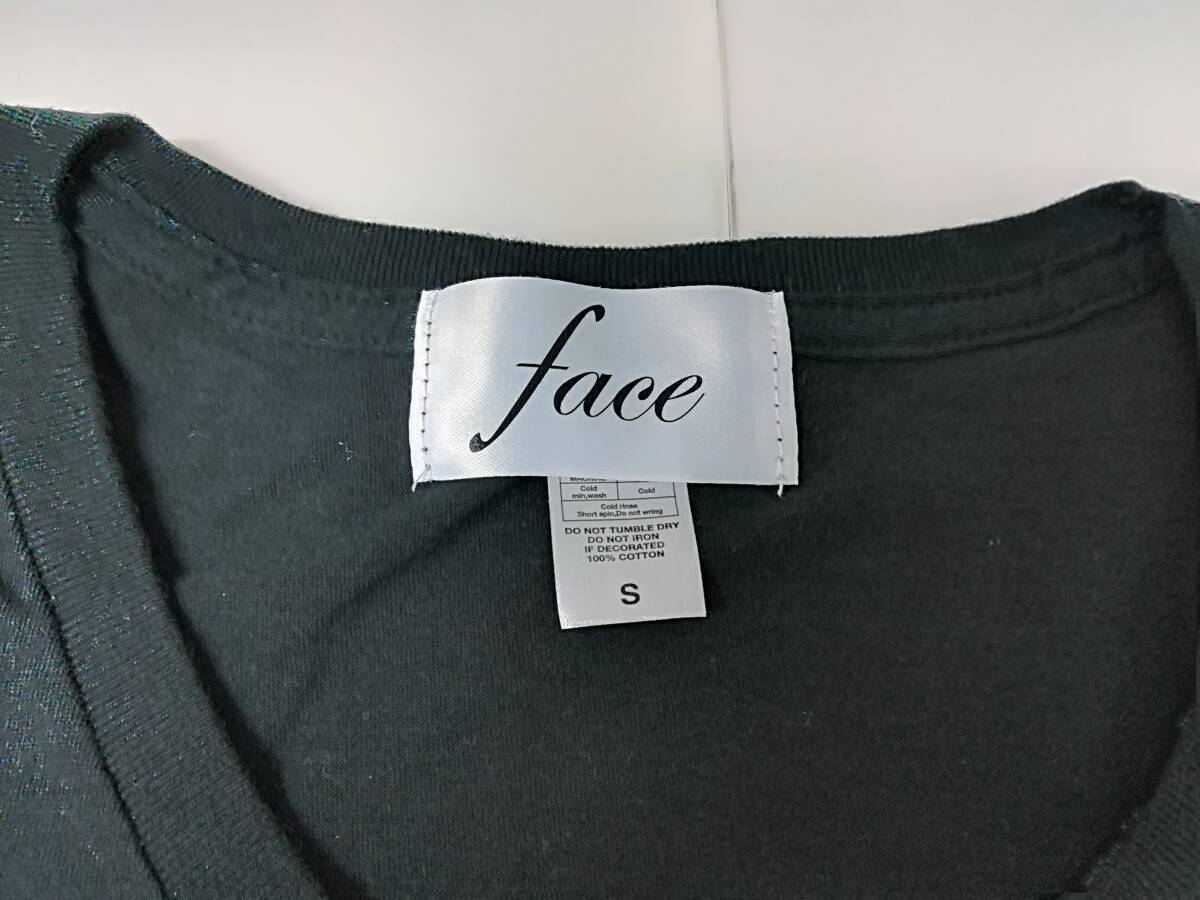 face
MACHINE
Cold
min,wash
Cold
Cold rinse
Short spin,Do not wring
DO NOT TUMBLE DRY
DO NOT IRON
IF DECORATED
100% COTTON
S